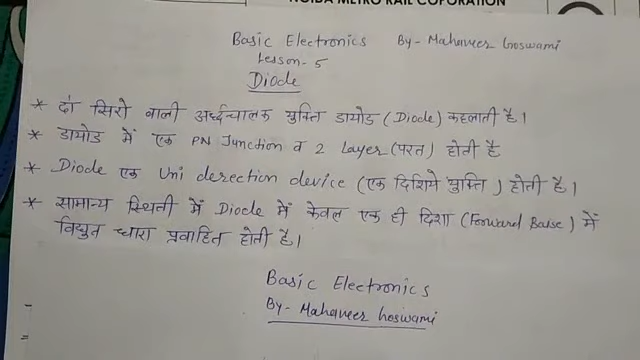 NOIDA METRO RAIL COPORATION
Basic Electronics By- Mahaveer Goswami
Lesson- 5
Diode
* दो सिरो वाली अर्धचालक युक्ति डायोड (Diode) कहलाती है।
* डायोड में एक PN Junction व 2 Layer (परत) होती है
* Diode एक Uni derection device (एक दिशिये युक्ति) होती है।
* सामान्य स्थिती में Diode में केवल एक ही दिशा (Forward Baise) में
विद्युत धारा प्रवाहित होती है।
Basic Electronics
By- Mahaveer Goswami